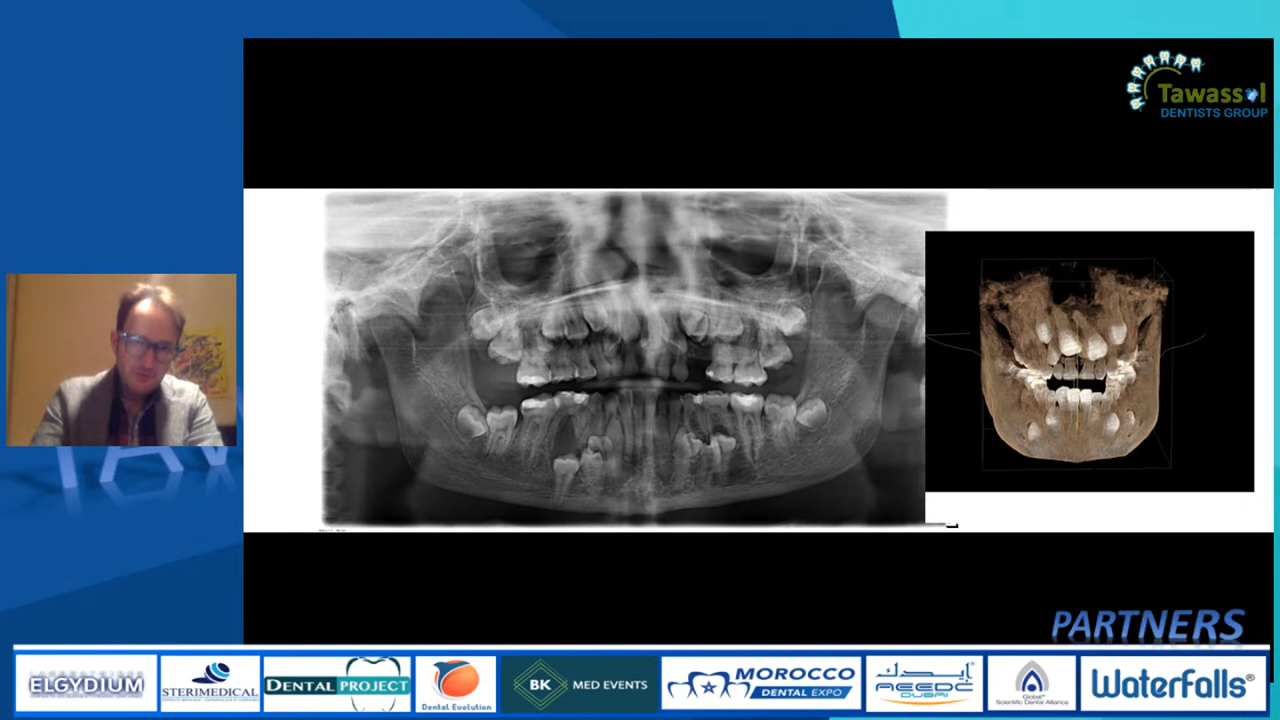 Tawassol
DENTISTS GROUP
PARTNERS
ELGYDIUM
STERIMEDICAL
DENTAL PROJECT
Dental Evolution
BK MED EVENTS
MOROCCO
DENTAL EXPO
إيدك
AEEDC
DUBAI
Global
Scientific Dental Alliance
WaterFalls®